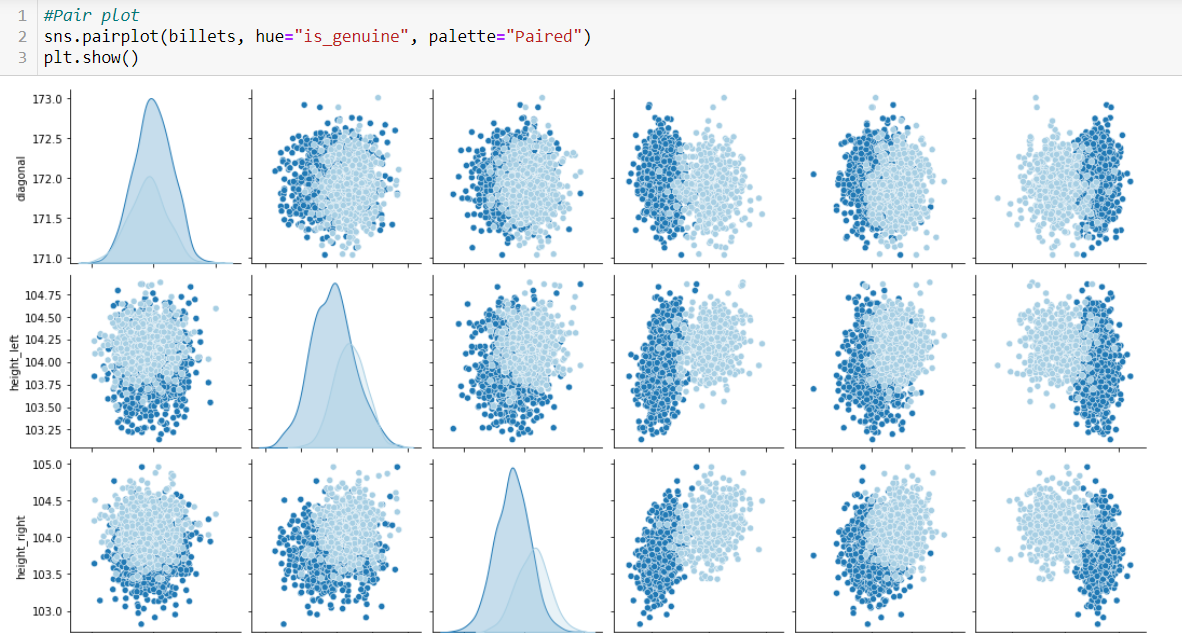 1 #Pair plot
2 sns.pairplot(billets, hue="is_genuine", palette="Paired")
3 plt.show()
173.0
172.5
172.0
171.5
171.0
diagonal
104.75
104.50
104.25
104.00
103.75
103.50
103.25
height_left
105.0
104.5
104.0
103.5
103.0
height_right